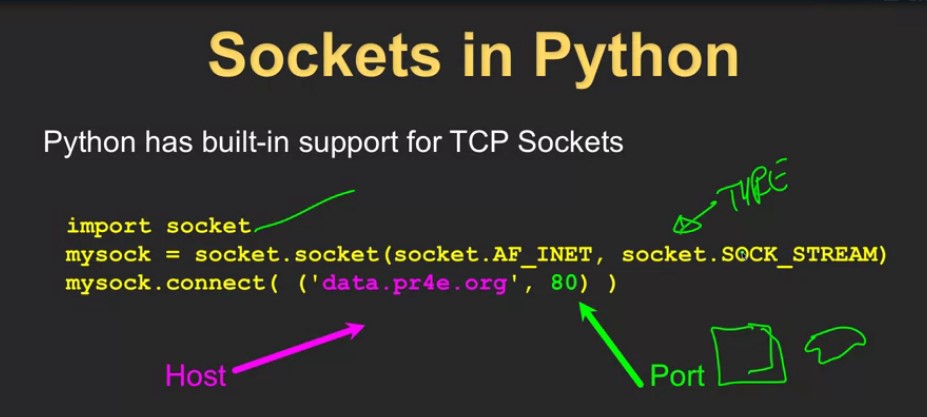 Sockets in Python
Python has built-in support for TCP Sockets
TYPE
import socket
mysock = socket.socket(socket.AF_INET, socket.SOCK_STREAM)
mysock.connect( ('data.pr4e.org', 80) )
Host
Port